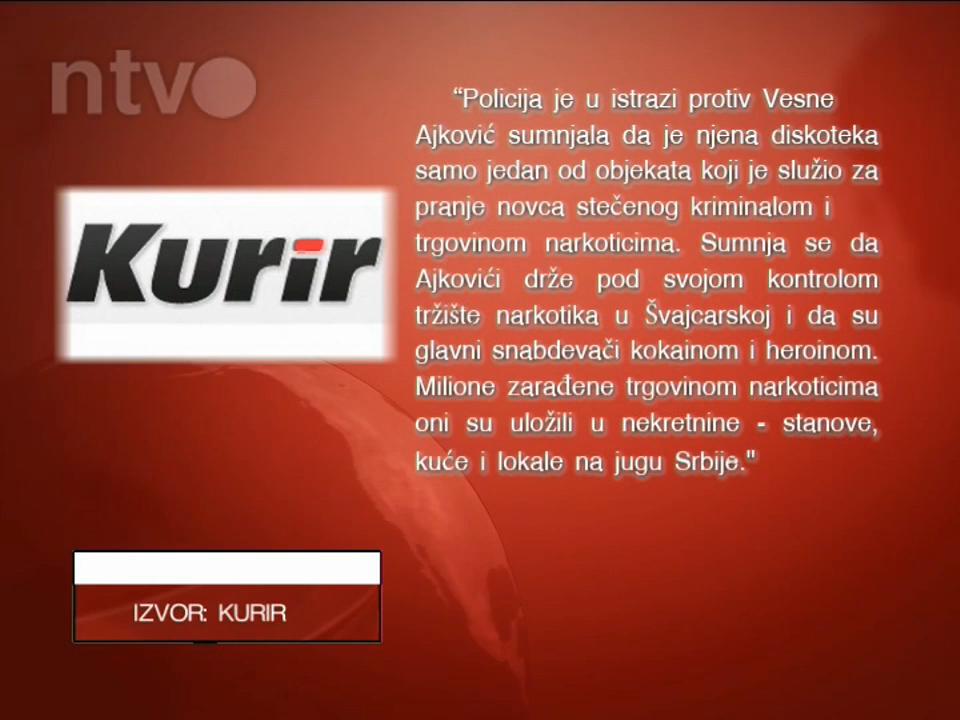 ntvo
Kurir
“Policija je u istrazi protiv Vesne
Ajković sumnjala da je njena diskoteka
samo jedan od objekata koji je služio za
pranje novca stečenog kriminalom i
trgovinom narkoticima. Sumnja se da
Ajkovići drže pod svojom kontrolom
tržište narkotika u Švajcarskoj i da su
glavni snabdevači kokainom i heroinom.
Milione zarađene trgovinom narkoticima
oni su uložili u nekretnine - stanove,
kuće i lokale na jugu Srbije."
IZVOR: KURIR